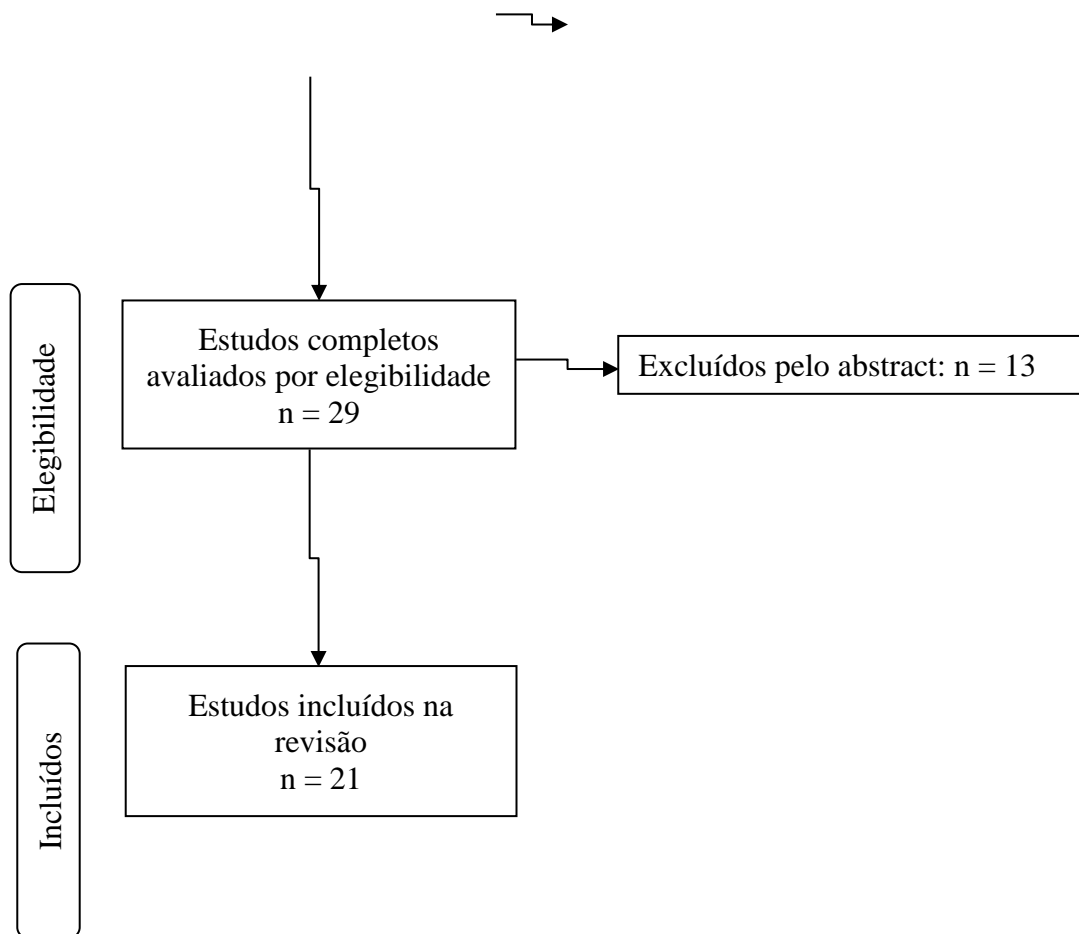 Elegibilidade
Estudos completos
avaliados por elegibilidade
n = 29
Excluídos pelo abstract: n = 13
Incluídos
Estudos incluídos na
revisão
n = 21